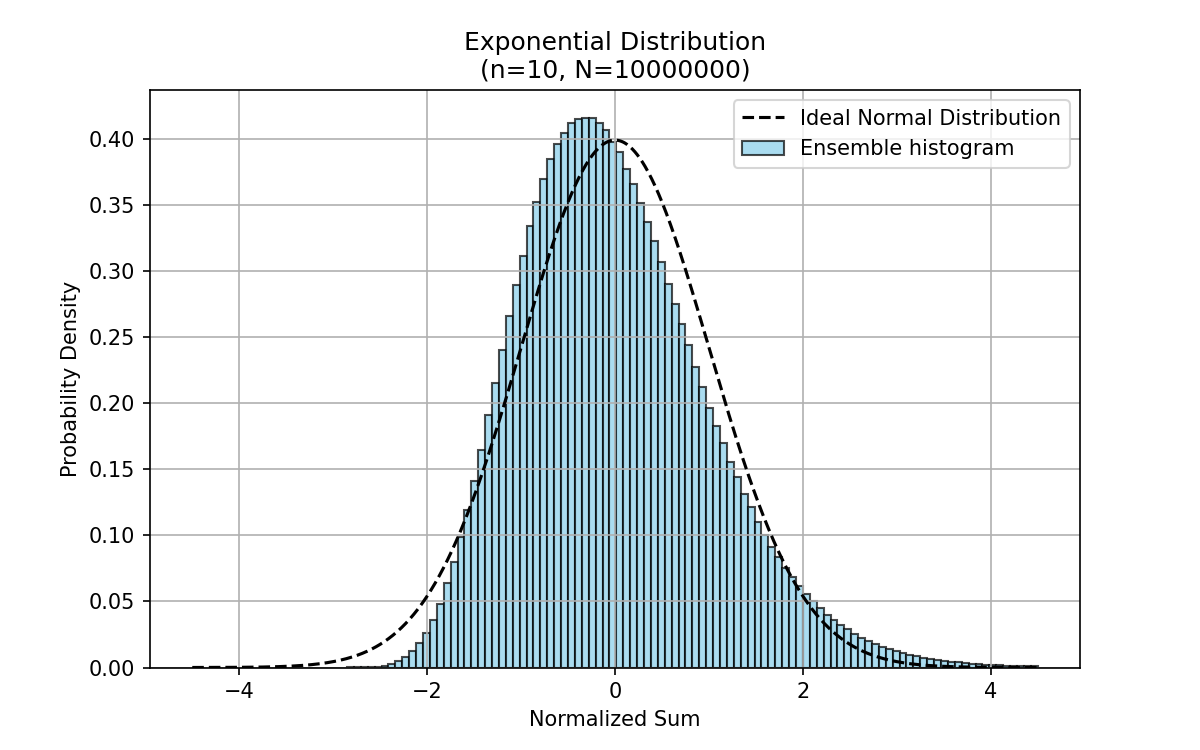 Exponential Distribution
(n=10, N=10000000)
Ideal Normal Distribution
Ensemble histogram
Probability Density
0.40
0.35
0.30
0.25
0.20
0.15
0.10
0.05
0.00
−4 −2 0 2 4
Normalized Sum